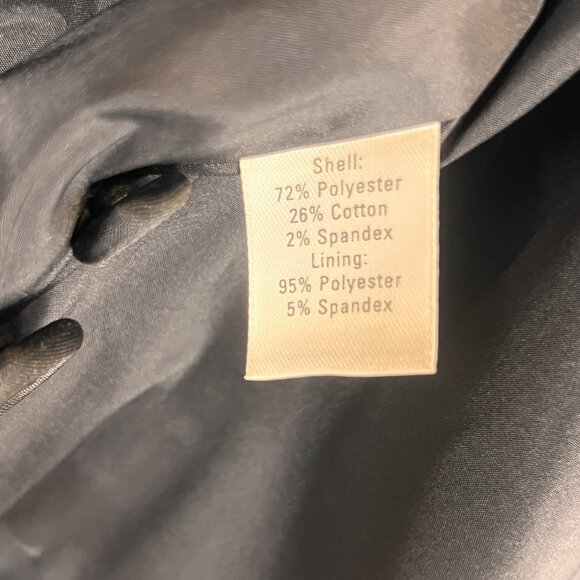 Shell:
72% Polyester
26% Cotton
2% Spandex
Lining:
95% Polyester
5% Spandex